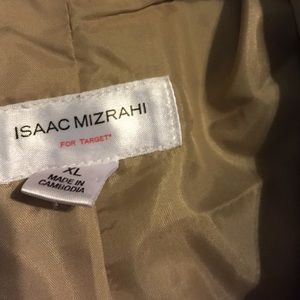 ISAAC MIZRAHI
FOR TARGET*
XL
MADE IN
CAMBODIA